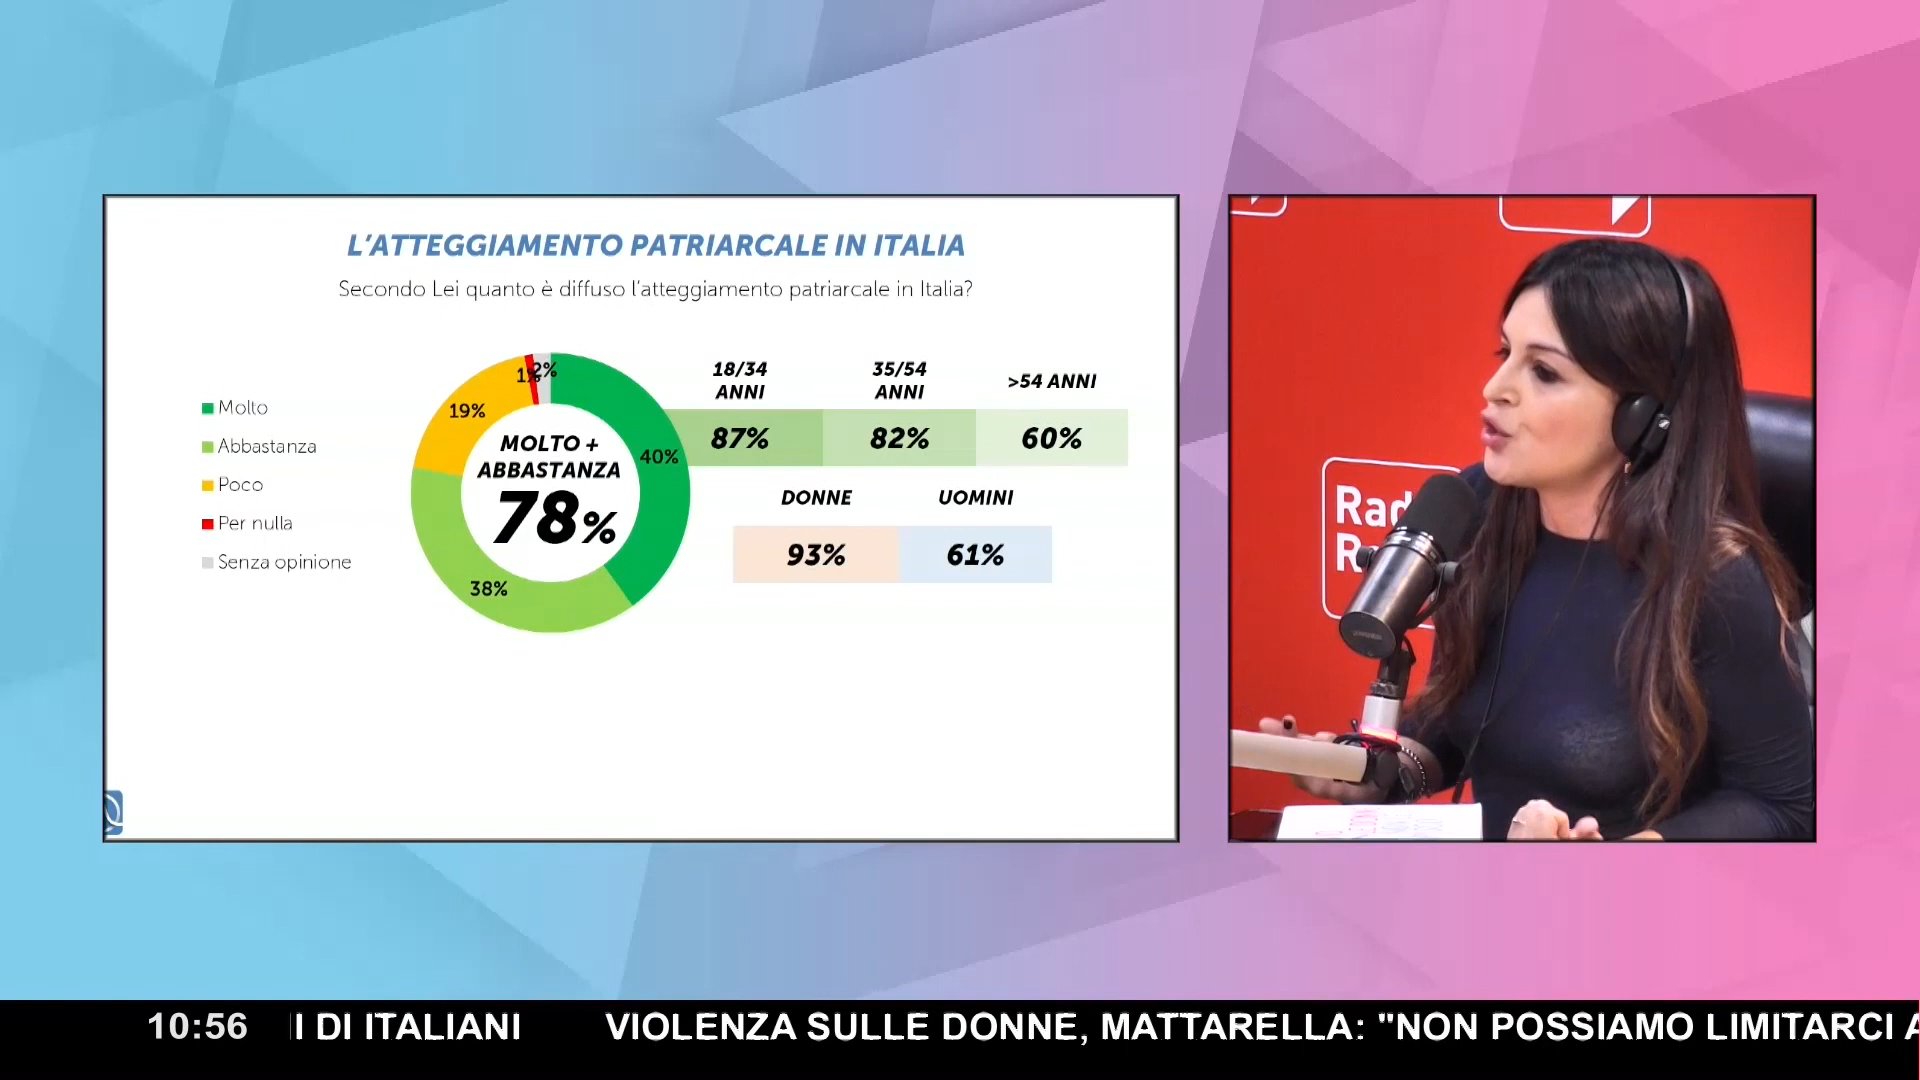 L'ATTEGGIAMENTO PATRIARCALE IN ITALIA
Secondo Lei quanto è diffuso l'atteggiamento patriarcale in Italia?
Molto
Abbastanza
Poco
Per nulla
Senza opinione
1%
2%
19%
40%
38%
MOLTO +
ABBASTANZA
78%
18/34
ANNI
35/54
ANNI
>54 ANNI
87%
82%
60%
DONNE
UOMINI
93%
61%
10:56
I DI ITALIANI
VIOLENZA SULLE DONNE, MATTARELLA: "NON POSSIAMO LIMITARCI A